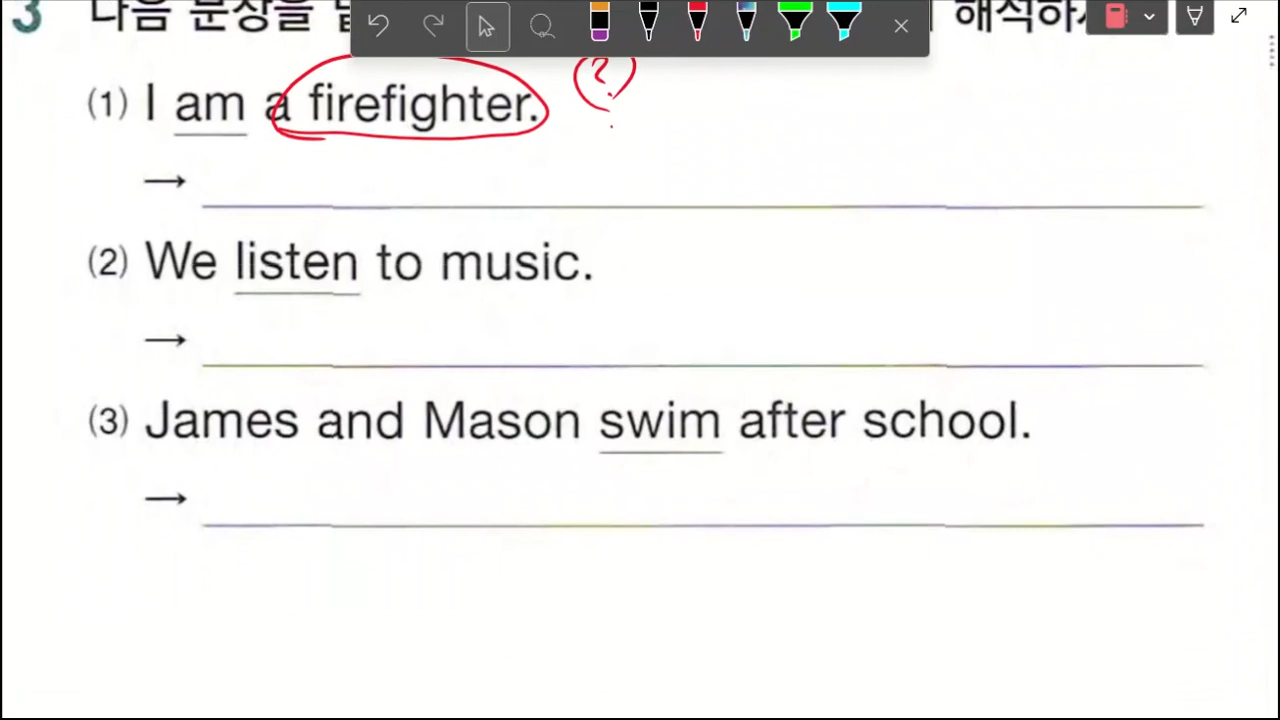 3 다음 문장을 해석하
(1) I am a firefighter. ?
→
(2) We listen to music.
→
(3) James and Mason swim after school.
→